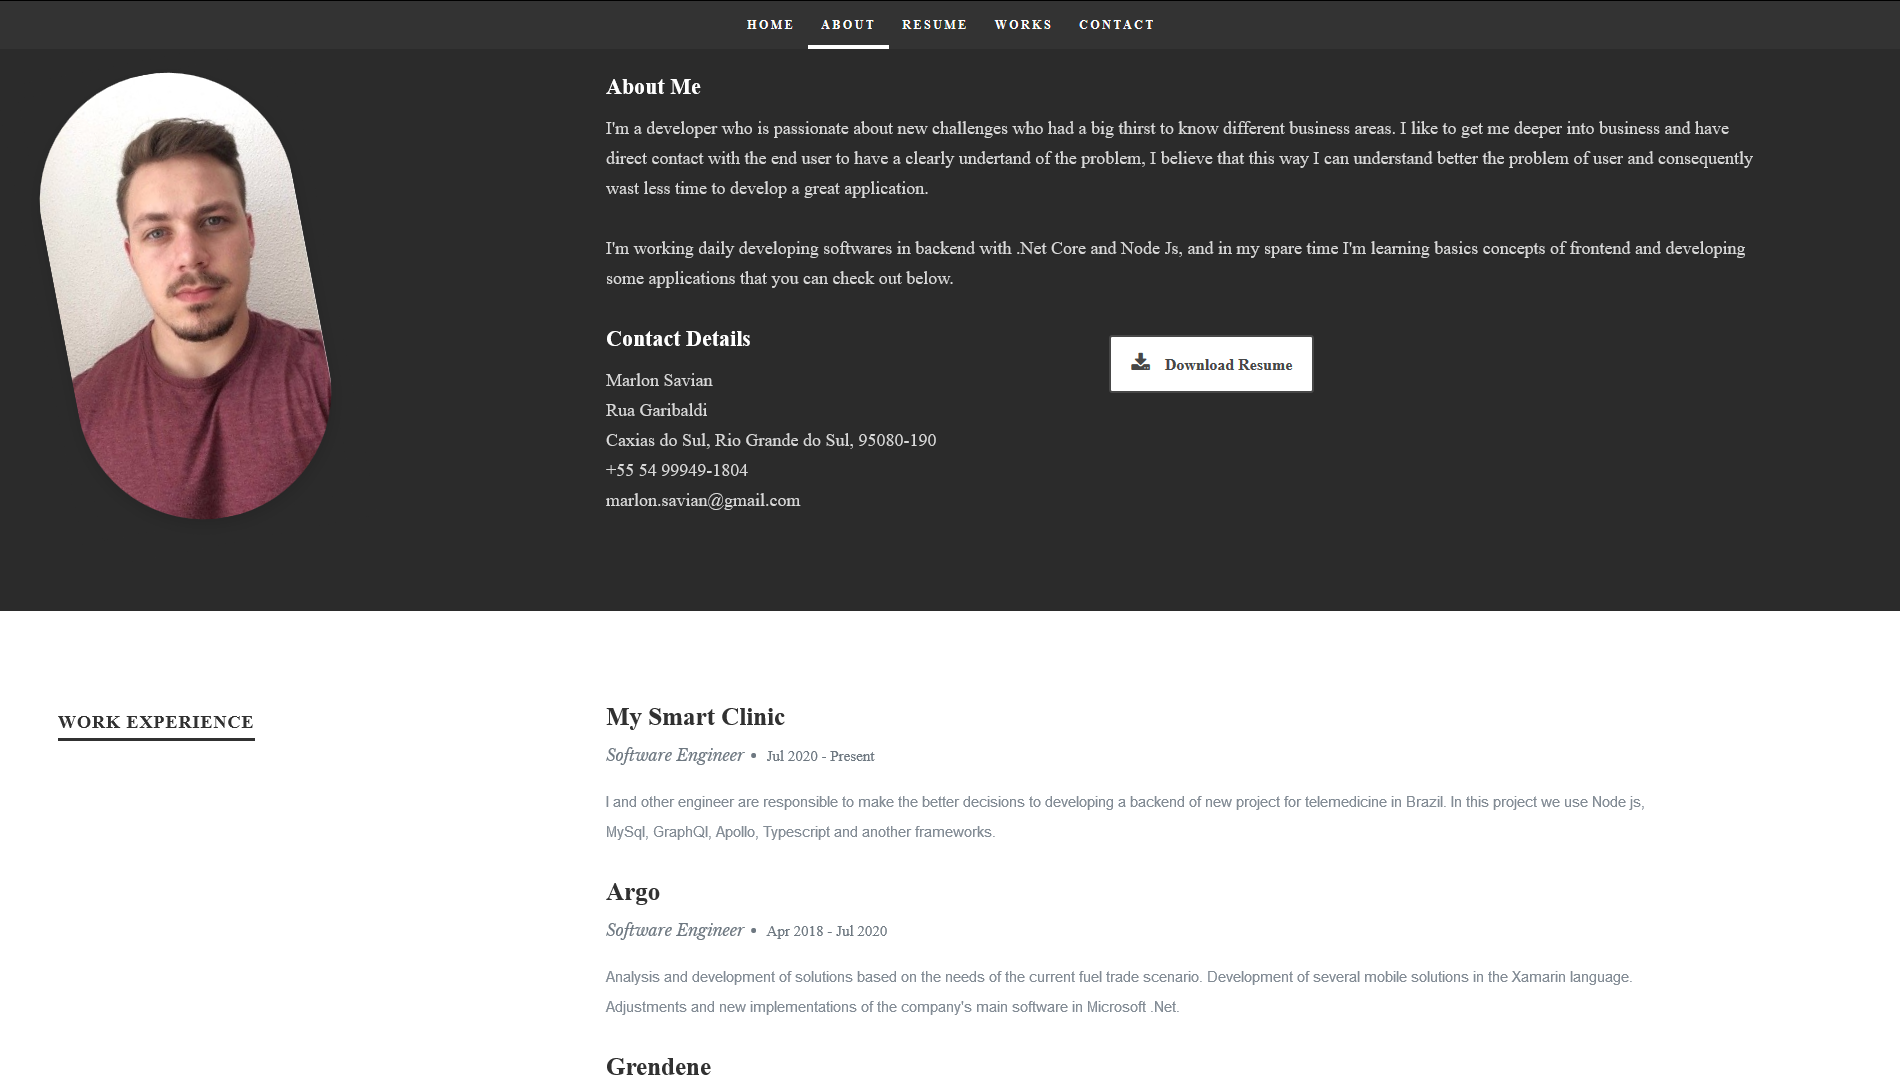 HOME ABOUT RESUME WORKS CONTACT
About Me
I'm a developer who is passionate about new challenges who had a big thirst to know different business areas. I like to get me deeper into business and have
direct contact with the end user to have a clearly undertand of the problem, I believe that this way I can understand better the problem of user and consequently
wast less time to develop a great application.
I'm working daily developing softwares in backend with .Net Core and Node Js, and in my spare time I'm learning basics concepts of frontend and developing
some applications that you can check out below.
Contact Details
Download Resume
Marlon Savian
Rua Garibaldi
Caxias do Sul, Rio Grande do Sul, 95080-190
+55 54 99949-1804
marlon.savian@gmail.com
WORK EXPERIENCE
My Smart Clinic
Software Engineer • Jul 2020 - Present
I and other engineer are responsible to make the better decisions to developing a backend of new project for telemedicine in Brazil. In this project we use Node js,
MySql, GraphQl, Apollo, Typescript and another frameworks.
Argo
Software Engineer • Apr 2018 - Jul 2020
Analysis and development of solutions based on the needs of the current fuel trade scenario. Development of several mobile solutions in the Xamarin language.
Adjustments and new implementations of the company's main software in Microsoft .Net.
Grendene